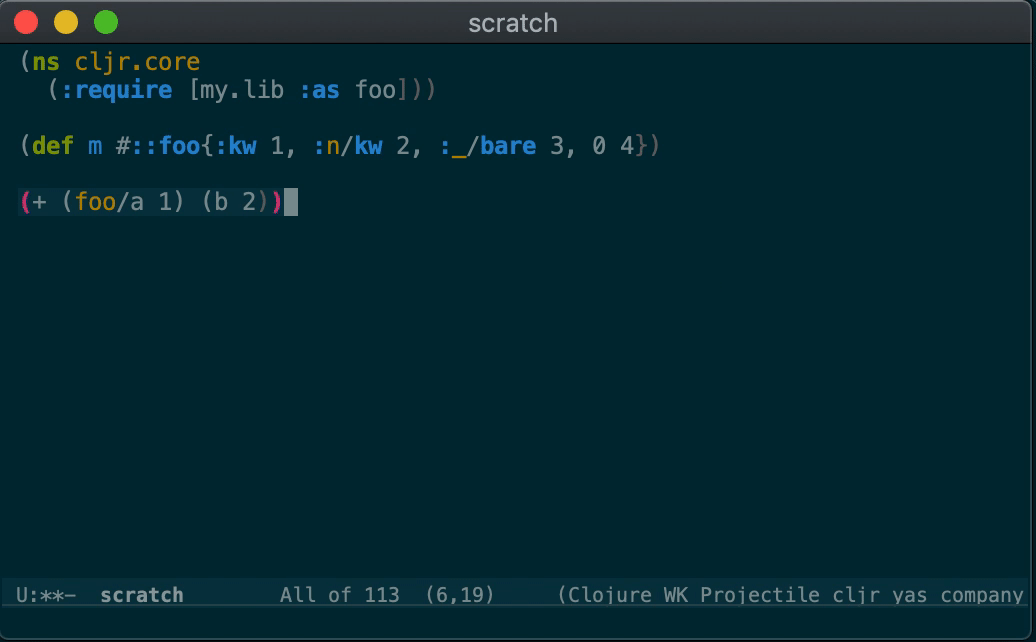 scratch
(ns cljr.core
  (:require [my.lib :as foo]))
(def m #::foo{:kw 1, :n/kw 2, :_/bare 3, 0 4})
(+ (foo/a 1) (b 2))
U:**-  scratch        All of 113  (6,19)     (Clojure WK Projectile cljr yas company